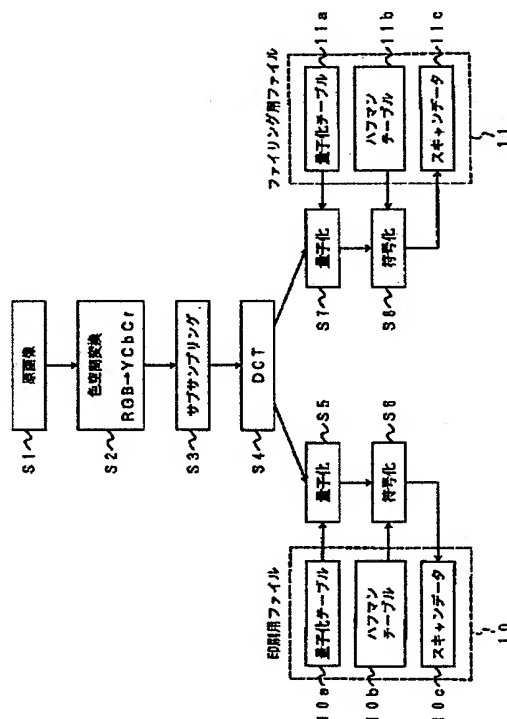 S1
原画像
S2
色空間変換
RGB→YCbCr
S3
サブサンプリング
S4
DCT
印刷用ファイル
10a
量子化テーブル
量子化
S5
10b
ハフマン
テーブル
符号化
S6
10c
スキャンデータ
10
ファイリング用ファイル
S7
量子化
量子化テーブル
11a
S8
符号化
ハフマン
テーブル
11b
スキャンデータ
11c
11